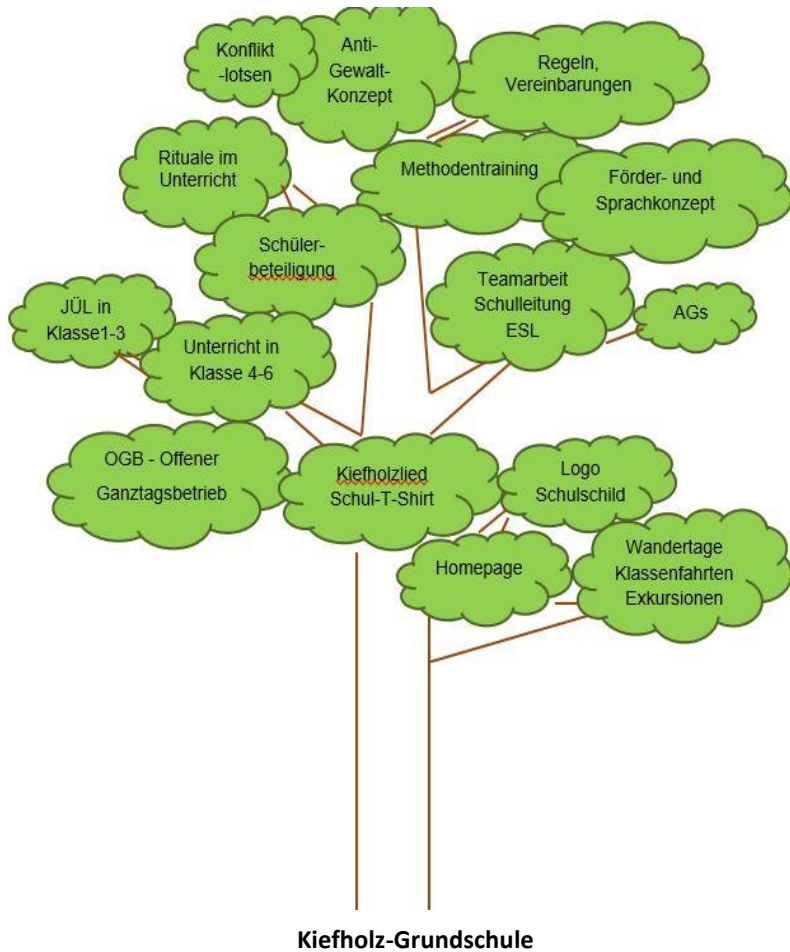 Konflikt
-lotsen
Anti-
Gewalt-
Konzept
Regeln,
Vereinbarungen
Rituale im
Unterricht
Methodentraining
Förder- und
Sprachkonzept
Schüler-
beteiligung
Teamarbeit
Schulleitung
ESL
AGs
JÜL in
Klasse1-3
Unterricht in
Klasse 4-6
OGB - Offener
Ganztagsbetrieb
Kiefholzlied
Schul-T-Shirt
Logo
Schulschild
Homepage
Wandertage
Klassenfahrten
Exkursionen
Kiefholz-Grundschule